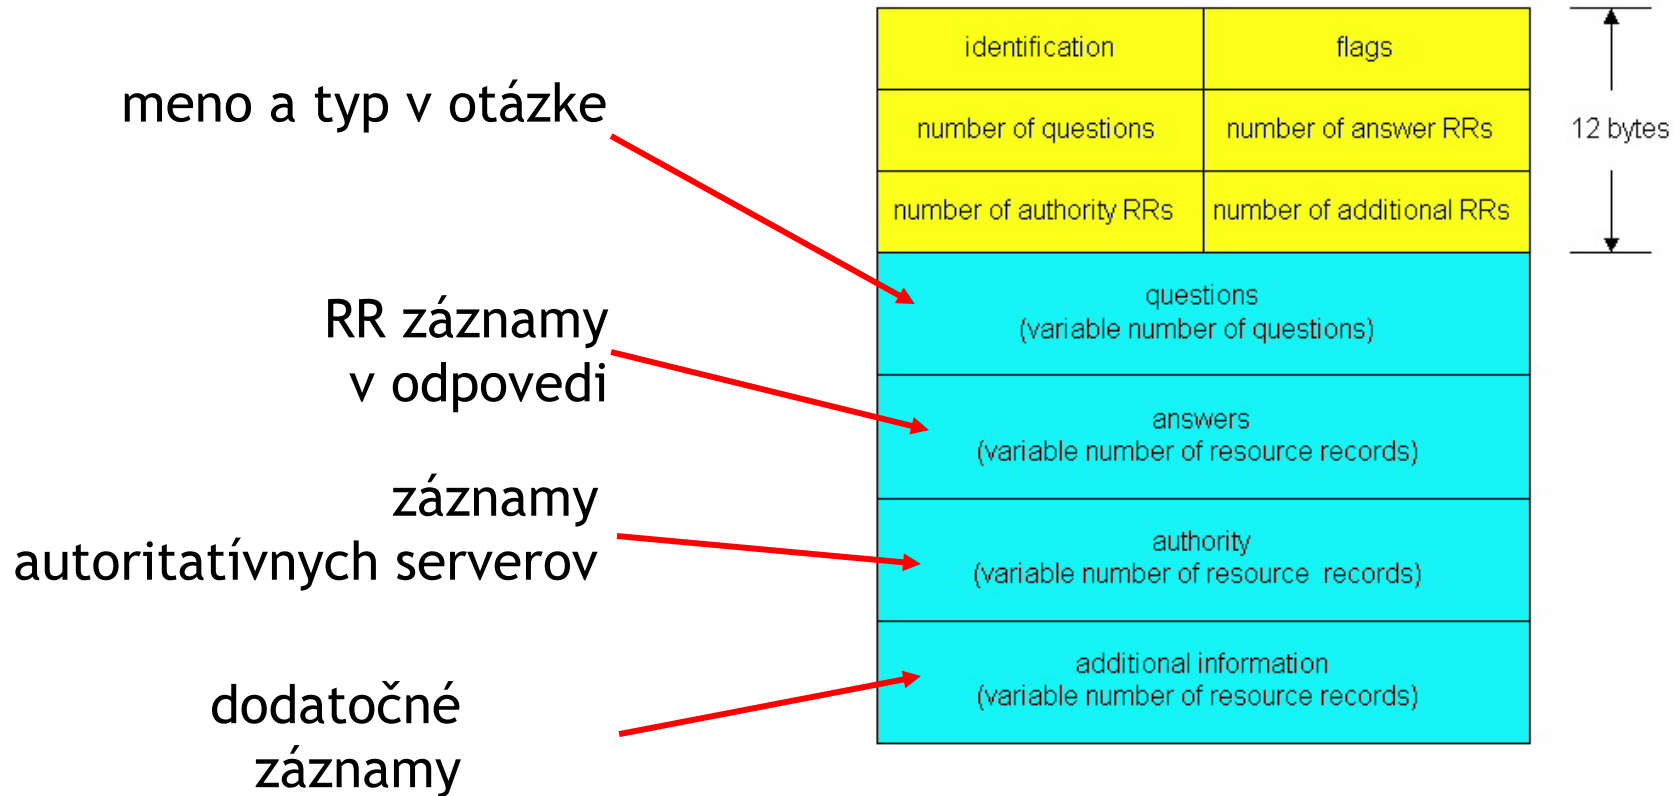 meno a typ v otázke
RR záznamy
v odpovedi
záznamy
autoritatívnych serverov
dodatočné
záznamy
identification
flags
number of questions
number of answer RRs
number of authority RRs
number of additional RRs
12 bytes
questions
(variable number of questions)
answers
(variable number of resource records)
authority
(variable number of resource records)
additional information
(variable number of resource records)